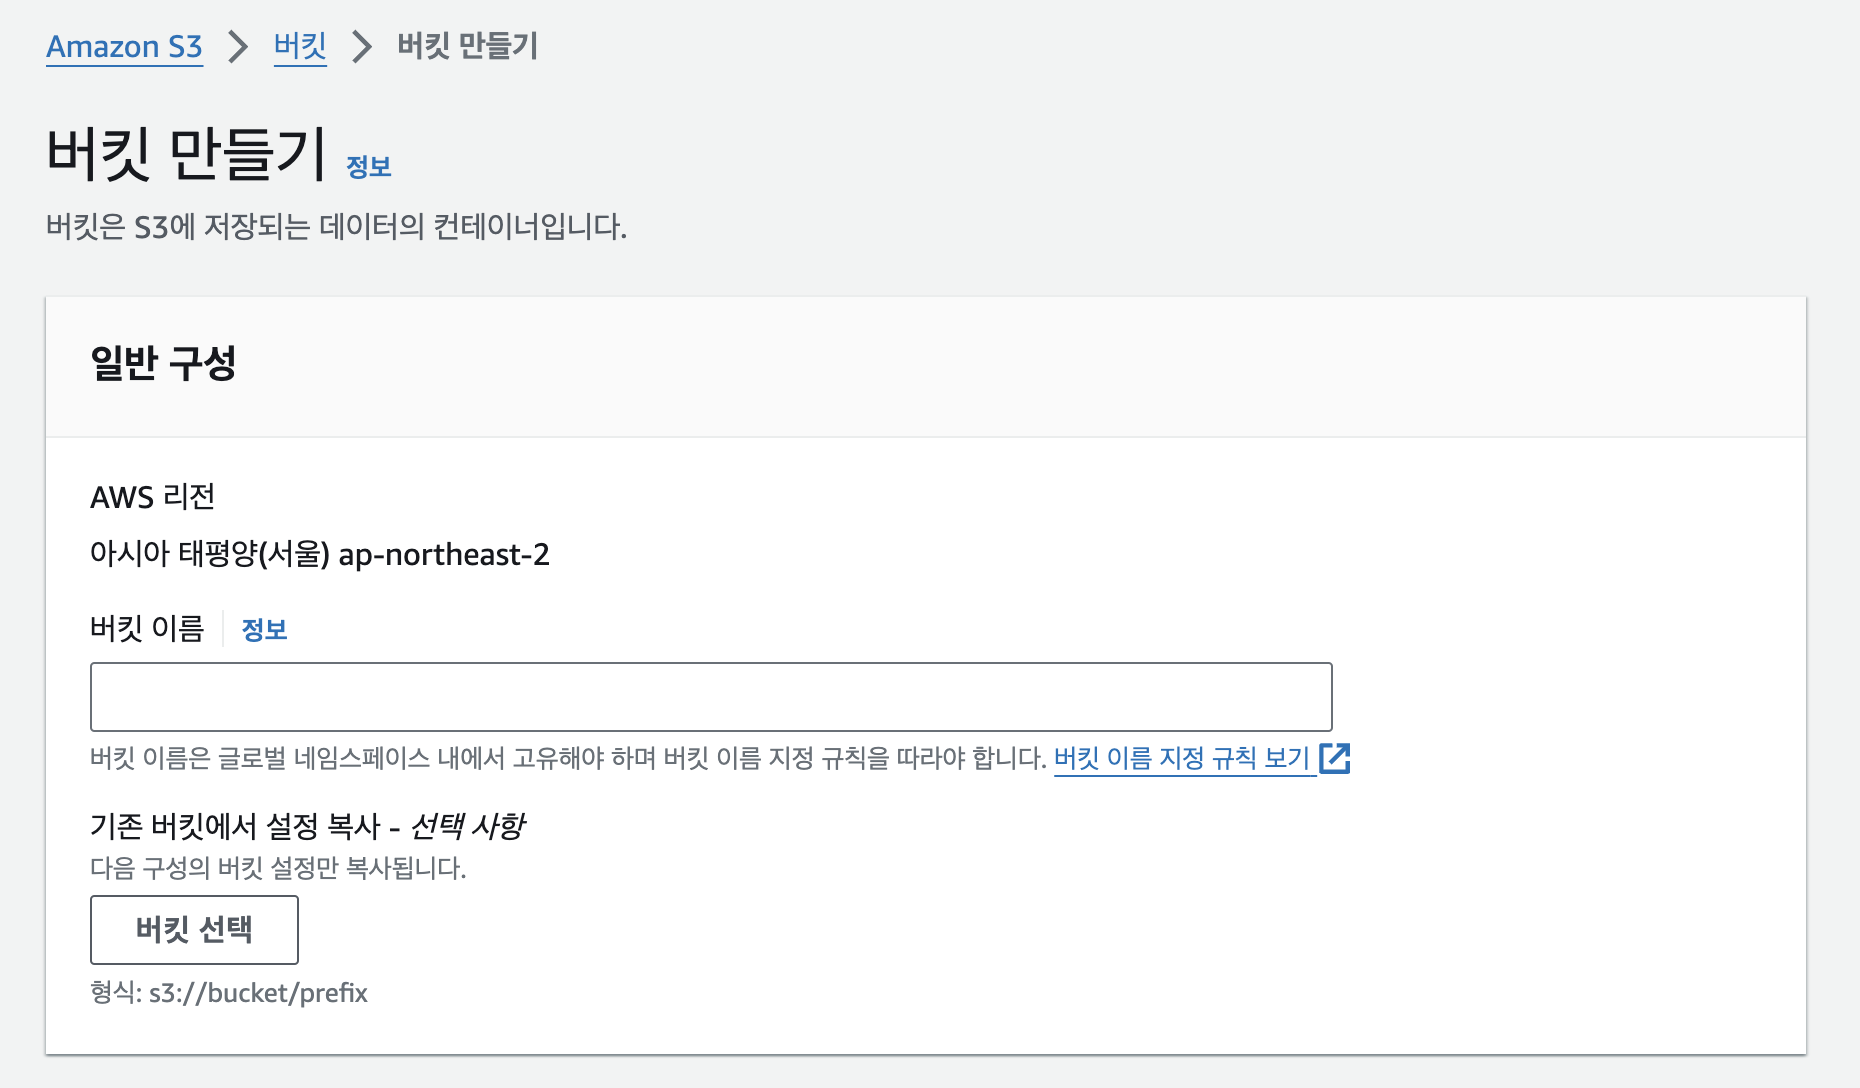 Amazon S3 > 버킷 > 버킷 만들기
버킷 만들기 정보
버킷은 S3에 저장되는 데이터의 컨테이너입니다.
일반 구성
AWS 리전
아시아 태평양(서울) ap-northeast-2
버킷 이름 정보
버킷 이름은 글로벌 네임스페이스 내에서 고유해야 하며 버킷 이름 지정 규칙을 따라야 합니다. 버킷 이름 지정 규칙 보기
기존 버킷에서 설정 복사 - 선택 사항
다음 구성의 버킷 설정만 복사됩니다.
버킷 선택
형식: s3://bucket/prefix